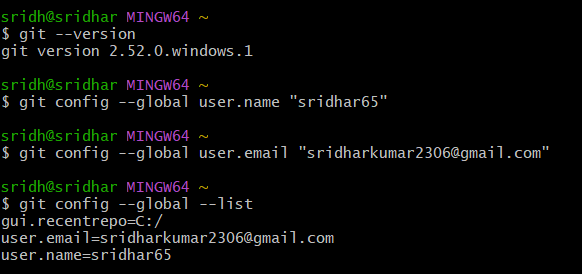 sridh@sridhar MINGW64 ~
$ git --version
git version 2.52.0.windows.1
sridh@sridhar MINGW64 ~
$ git config --global user.name "sridhar65"
sridh@sridhar MINGW64 ~
$ git config --global user.email "sridharkumar2306@gmail.com"
sridh@sridhar MINGW64 ~
$ git config --global --list
gui.recentrepo=C:/
user.email=sridharkumar2306@gmail.com
user.name=sridhar65